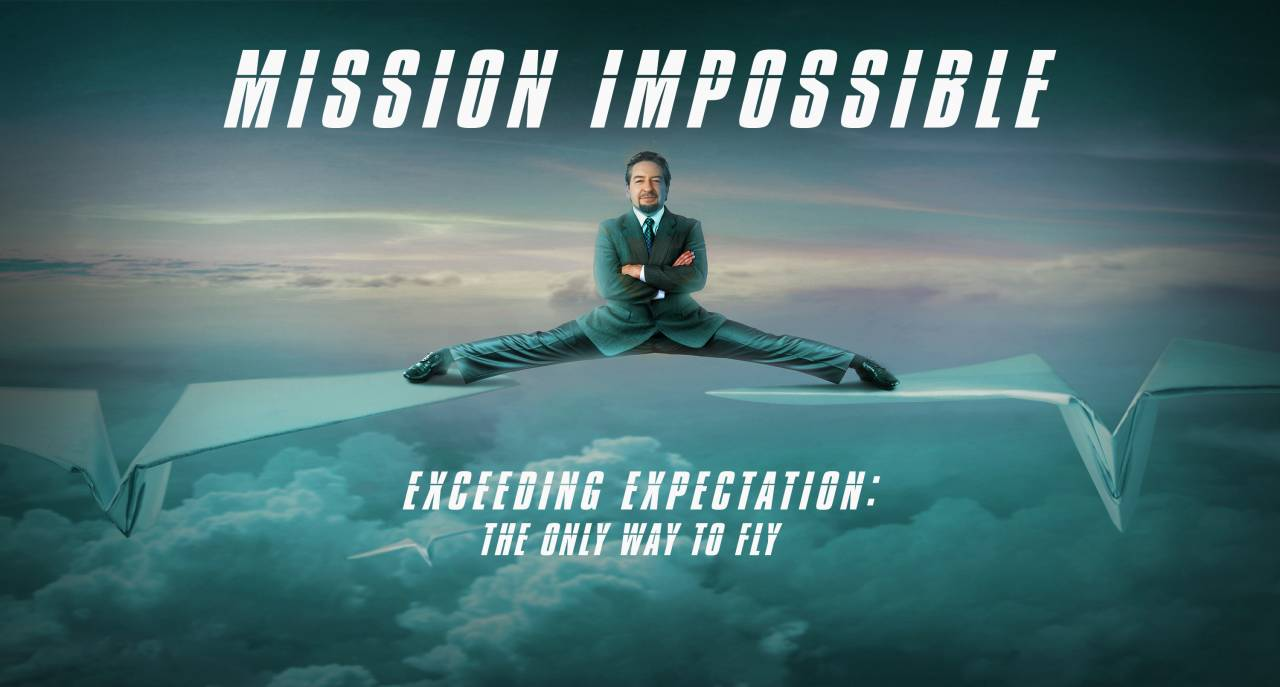 MISSION IMPOSSIBLE
EXCEEDING EXPECTATION:
THE ONLY WAY TO FLY